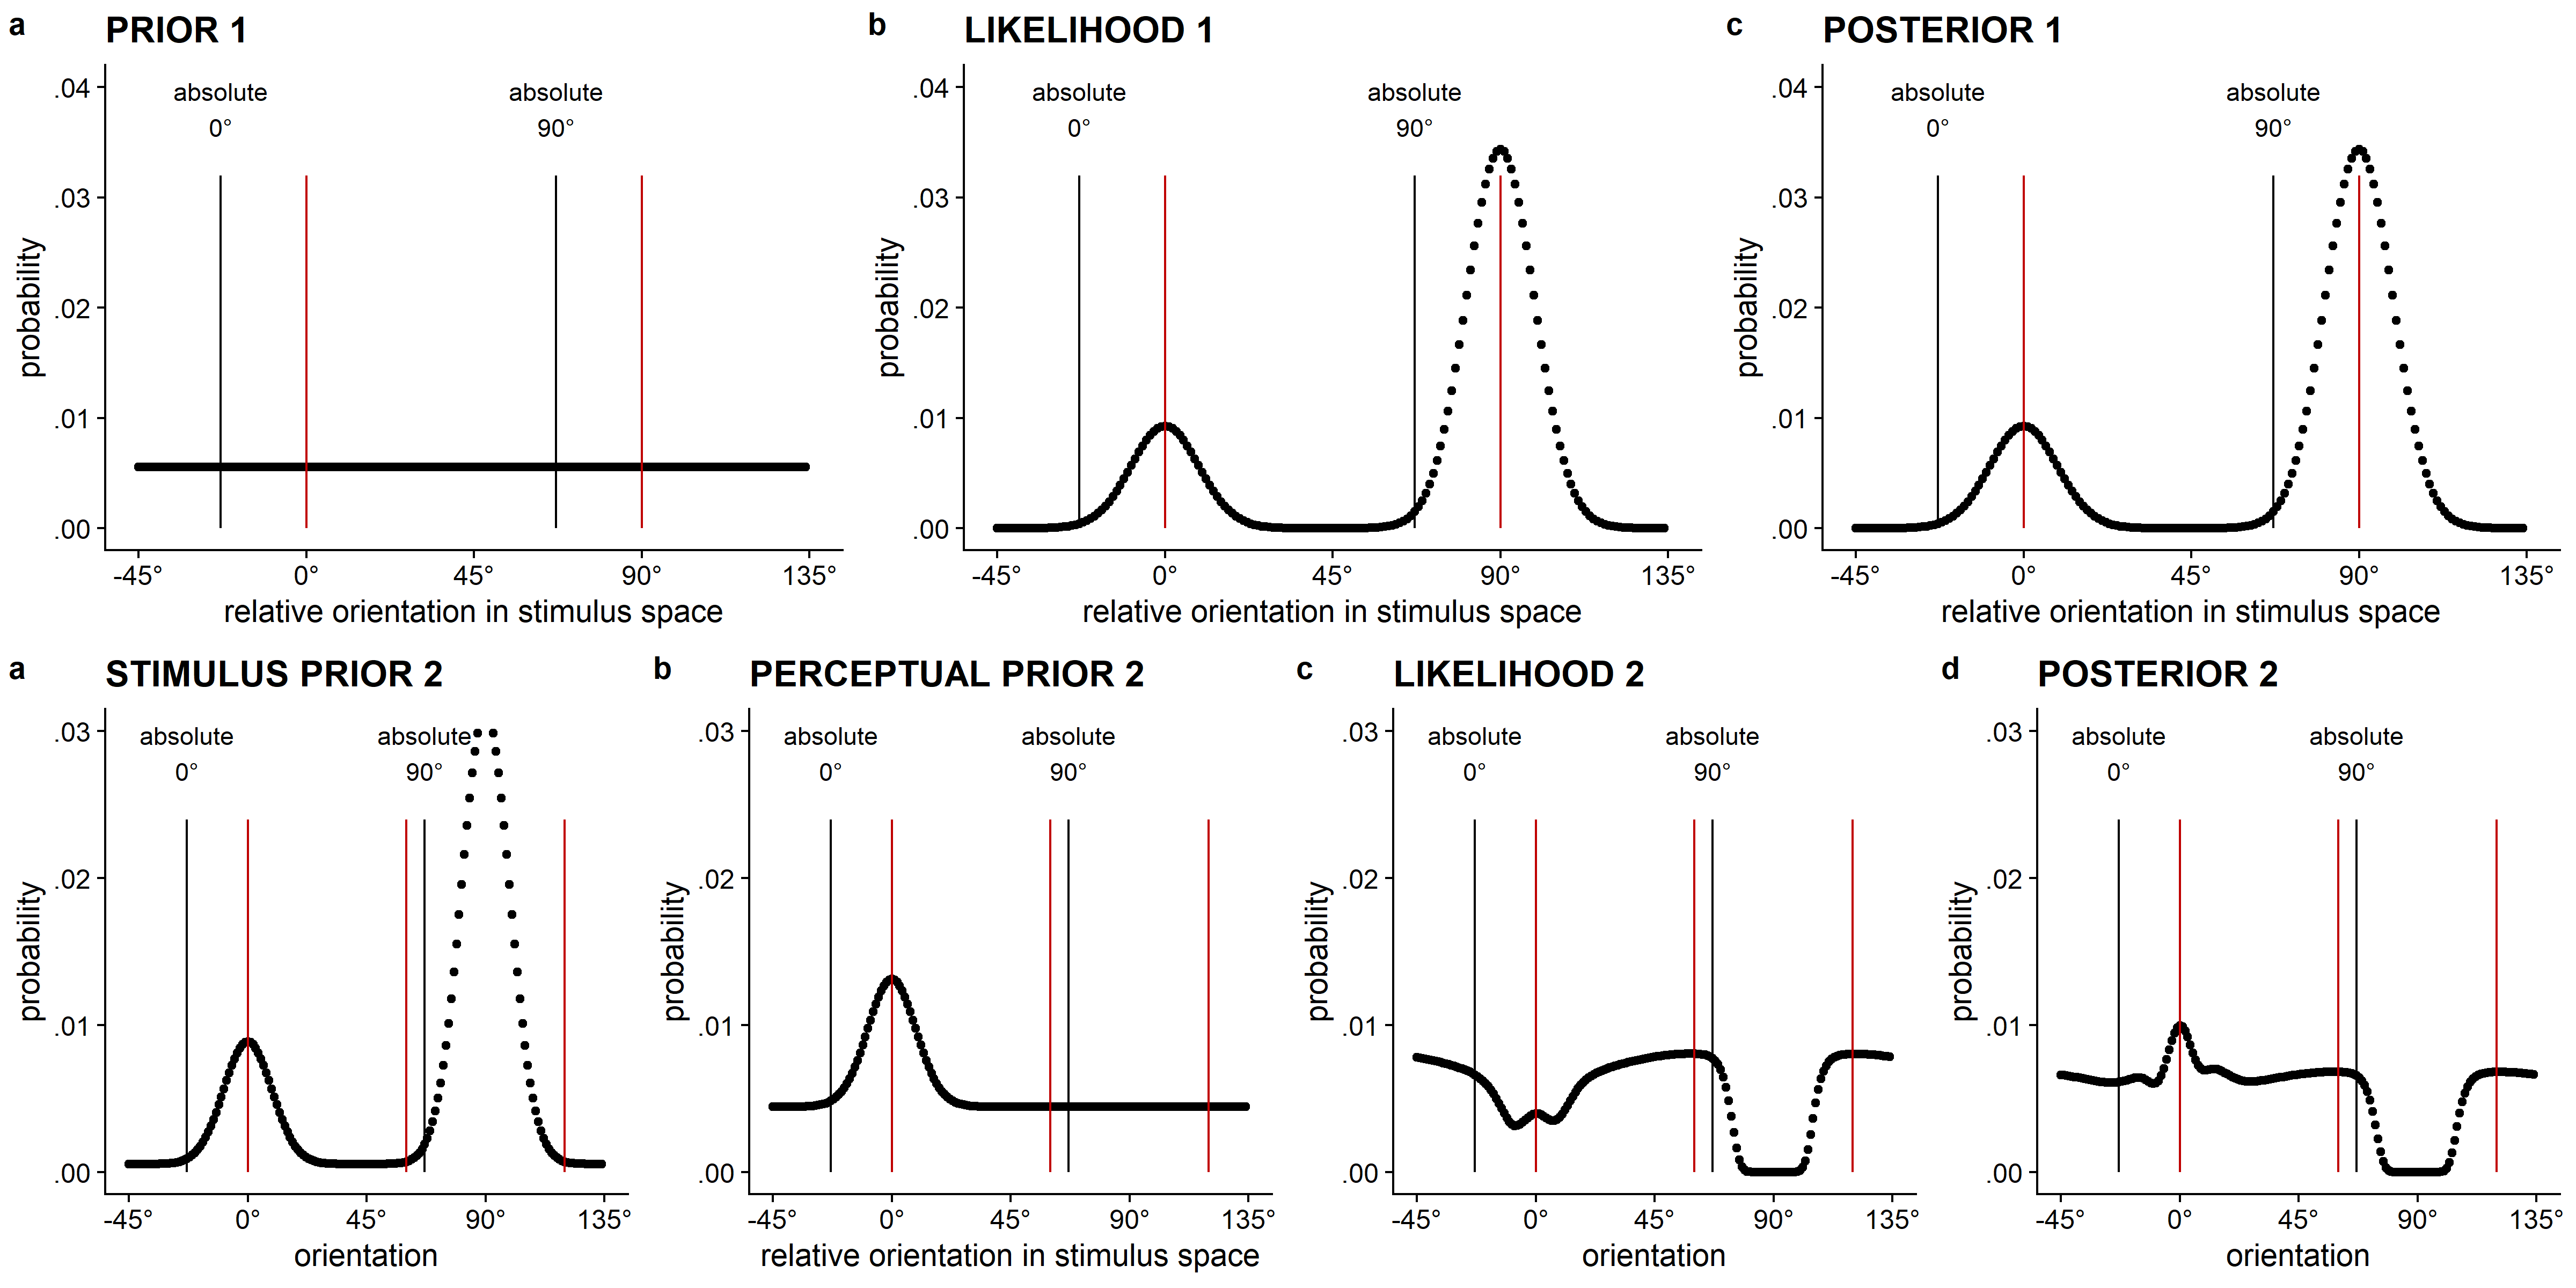 a PRIOR 1
absolute
0°
absolute
90°
.04
.03
.02
.01
.00
probability
-45° 0° 45° 90° 135°
relative orientation in stimulus space
b LIKELIHOOD 1
absolute
0°
absolute
90°
.04
.03
.02
.01
.00
probability
-45° 0° 45° 90° 135°
relative orientation in stimulus space
c POSTERIOR 1
absolute
0°
absolute
90°
.04
.03
.02
.01
.00
probability
-45° 0° 45° 90° 135°
relative orientation in stimulus space
a STIMULUS PRIOR 2
absolute
0°
absolute
90°
.03
.02
.01
.00
probability
-45° 0° 45° 90° 135°
orientation
b PERCEPTUAL PRIOR 2
absolute
0°
absolute
90°
.03
.02
.01
.00
probability
-45° 0° 45° 90° 135°
relative orientation in stimulus space
c LIKELIHOOD 2
absolute
0°
absolute
90°
.03
.02
.01
.00
probability
-45° 0° 45° 90° 135°
orientation
d POSTERIOR 2
absolute
0°
absolute
90°
.03
.02
.01
.00
probability
-45° 0° 45° 90° 135°
orientation